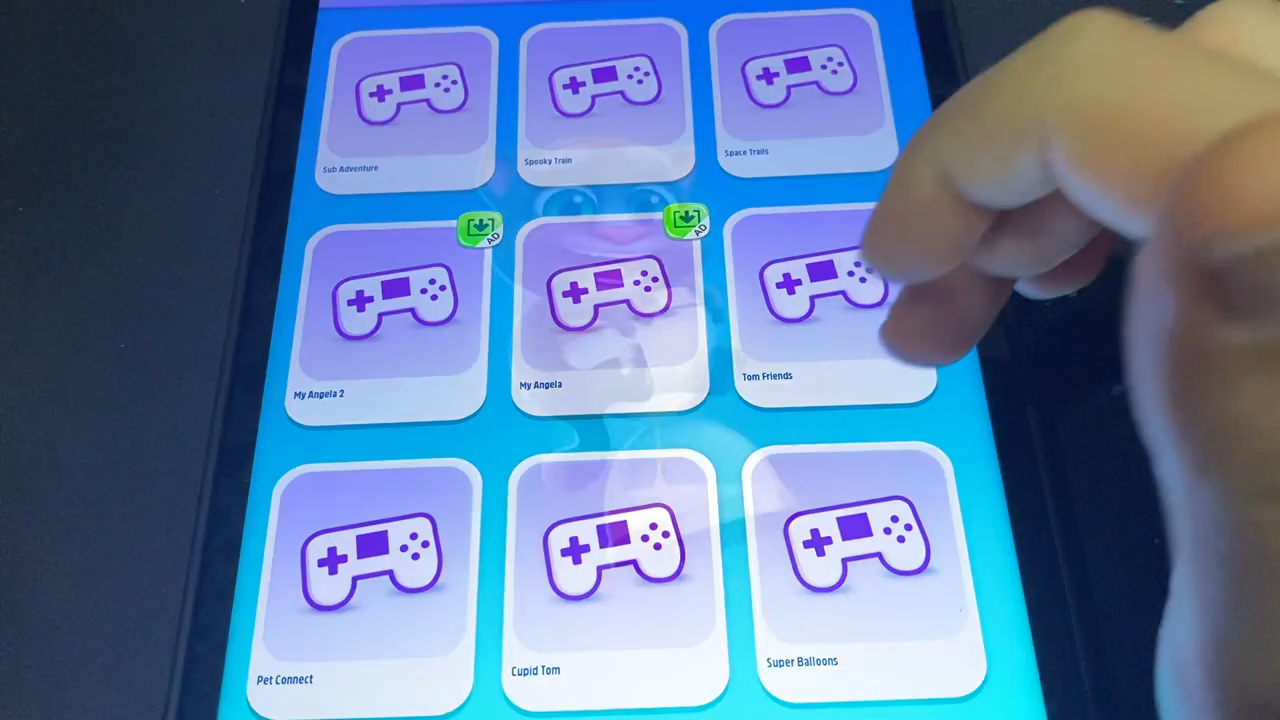 Sub Adventure
Spooky Train
Space Trails
AD
AD
My Angela 2
My Angela
Tom Friends
Pet Connect
Cupid Tom
Super Balloons